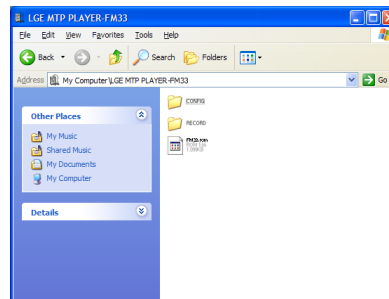 LGE MTP PLAYER-FM33
File Edit View Favorites Tools Help
Back Search Folders
Address My Computer\LGE MTP PLAYER-FM33 Go
Other Places
My Music
Shared Music
My Documents
My Computer
Details
CONFIG
RECORD
FM33.rom